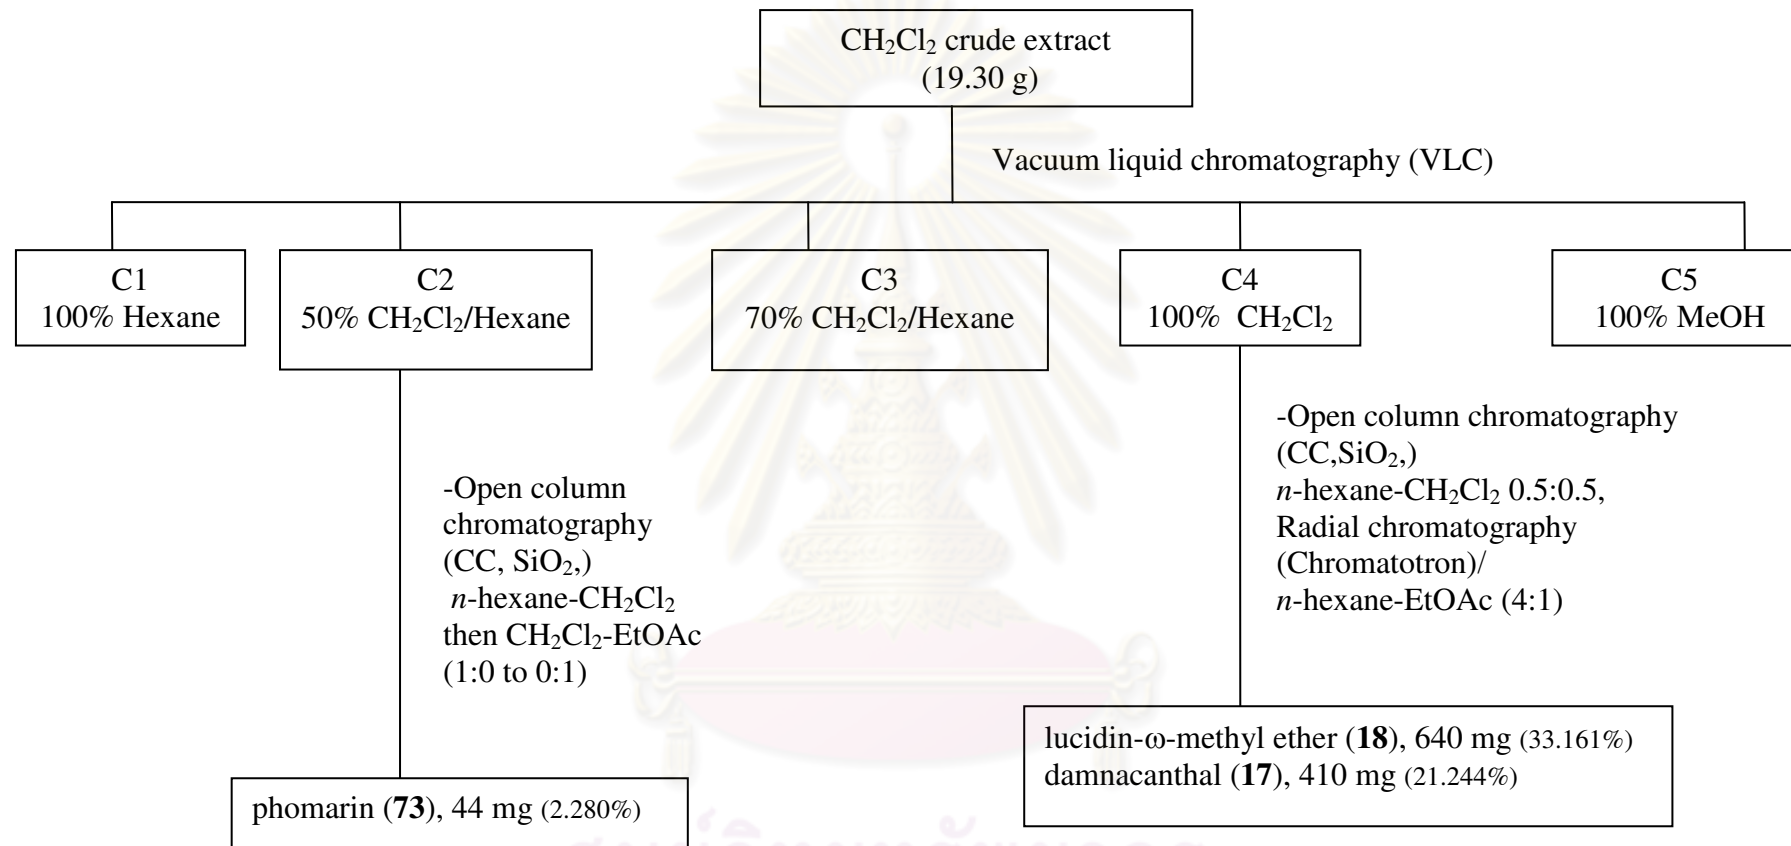 CH₂Cl₂ crude extract
(19.30 g)
Vacuum liquid chromatography (VLC)
C1
100% Hexane
C2
50% CH₂Cl₂/Hexane
C3
70% CH₂Cl₂/Hexane
C4
100% CH₂Cl₂
C5
100% MeOH
-Open column
chromatography
(CC, SiO₂,)
n-hexane-CH₂Cl₂
then CH₂Cl₂-EtOAc
(1:0 to 0:1)
-Open column chromatography
(CC,SiO₂,)
n-hexane-CH₂Cl₂ 0.5:0.5,
Radial chromatography
(Chromatotron)/
n-hexane-EtOAc (4:1)
phomarin (73), 44 mg (2.280%)
lucidin-ω-methyl ether (18), 640 mg (33.161%)
damnacanthal (17), 410 mg (21.244%)